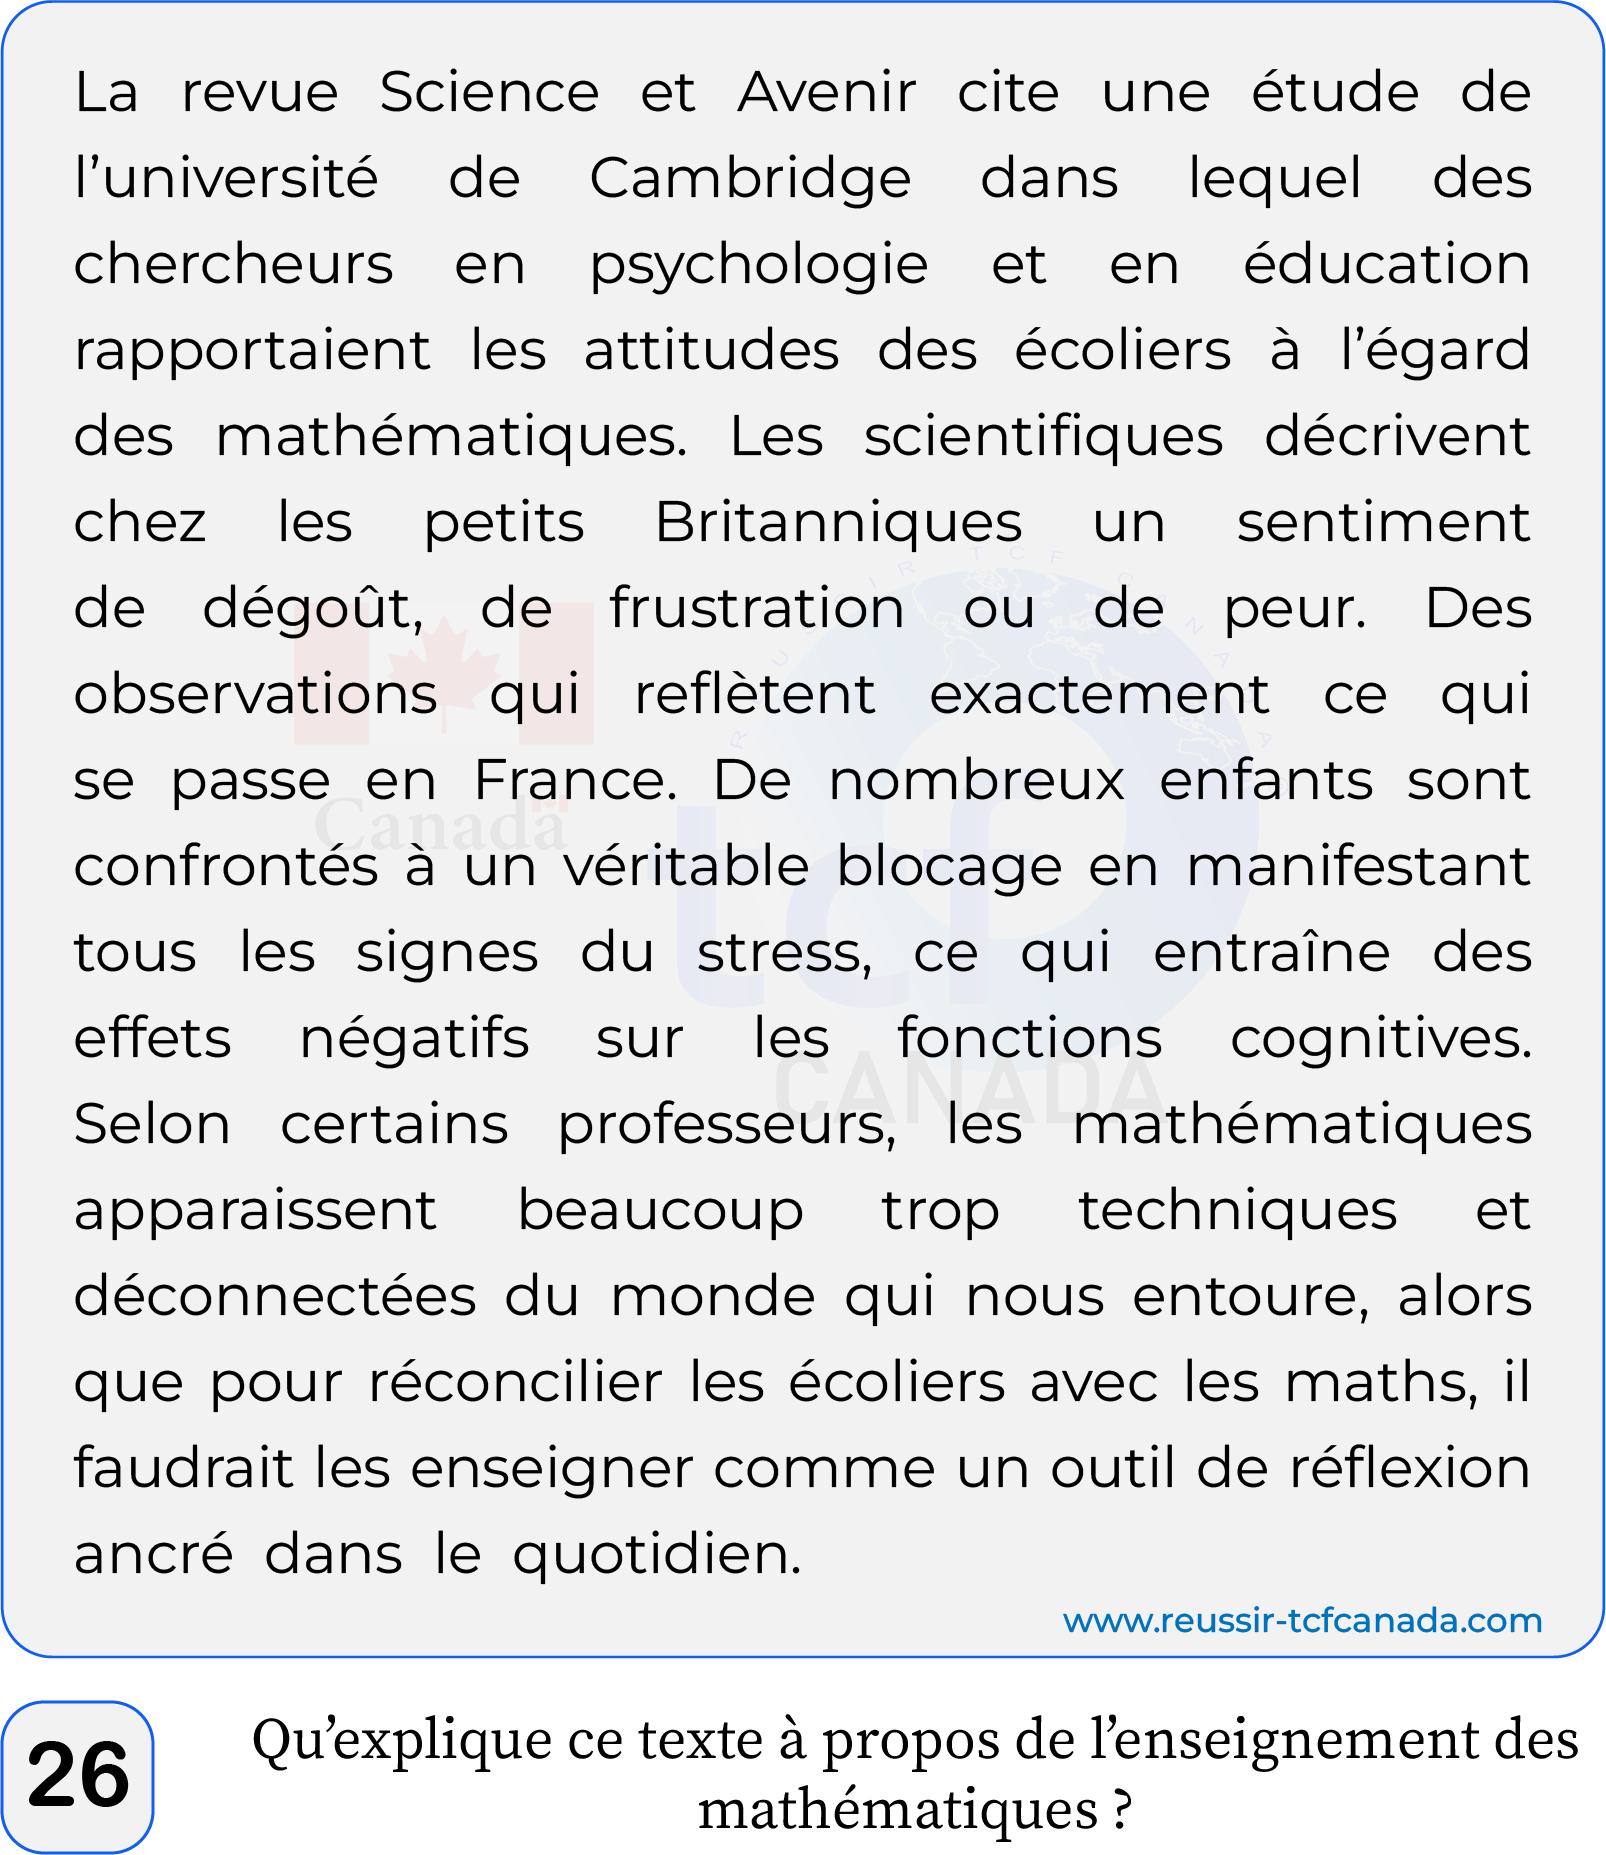 La revue Science et Avenir cite une étude de
l’université de Cambridge dans lequel des
chercheurs en psychologie et en éducation
rapportaient les attitudes des écoliers à l’égard
des mathématiques. Les scientifiques décrivent
chez les petits Britanniques un sentiment
de dégoût, de frustration ou de peur. Des
observations qui reflètent exactement ce qui
se passe en France. De nombreux enfants sont
confrontés à un véritable blocage en manifestant
tous les signes du stress, ce qui entraîne des
effets négatifs sur les fonctions cognitives.
Selon certains professeurs, les mathématiques
apparaissent beaucoup trop techniques et
déconnectées du monde qui nous entoure, alors
que pour réconcilier les écoliers avec les maths, il
faudrait les enseigner comme un outil de réflexion
ancré dans le quotidien.
REUSSIR TCF CANADA
Canada
tcf
CANADA
www.reussir-tcfcanada.com
26
Qu’explique ce texte à propos de l’enseignement des
mathématiques ?